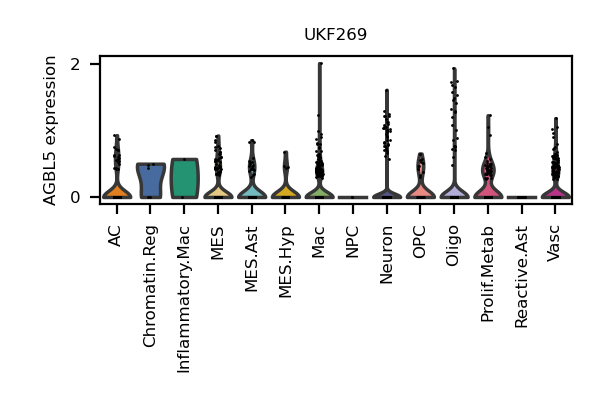 UKF269
AGBL5 expression
2
0
AC
Chromatin.Reg
Inflammatory.Mac
MES
MES.Ast
MES.Hyp
Mac
NPC
Neuron
OPC
Oligo
Prolif.Metab
Reactive.Ast
Vasc